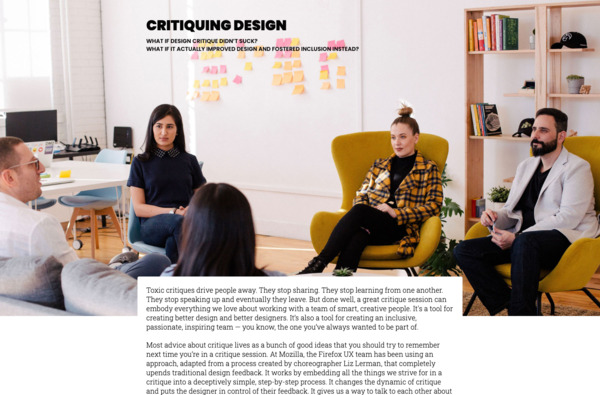 CRITIQUING DESIGN
WHAT IF DESIGN CRITIQUE DIDN'T SUCK?
WHAT IF IT ACTUALLY IMPROVED DESIGN AND FOSTERED INCLUSION INSTEAD?
Toxic critiques drive people away. They stop sharing. They stop learning from one another.
They stop speaking up and eventually they leave. But done well, a great critique session can
embody everything we love about working with a team of smart, creative people. It's a tool for
creating better design and better designers. It's also a tool for creating an inclusive,
passionate, inspiring team — you know, the one you've always wanted to be part of.
Most advice about critique lives as a bunch of good ideas that you should try to remember
next time you're in a critique session. At Mozilla, the Firefox UX team has been using an
approach, adapted from a process created by choreographer Liz Lerman, that completely
upends traditional design feedback. It works by embedding all the things we strive for in a
critique into a deceptively simple, step-by-step process. It changes the dynamic of critique
and puts the designer in control of their feedback. It gives us a way to talk to each other about